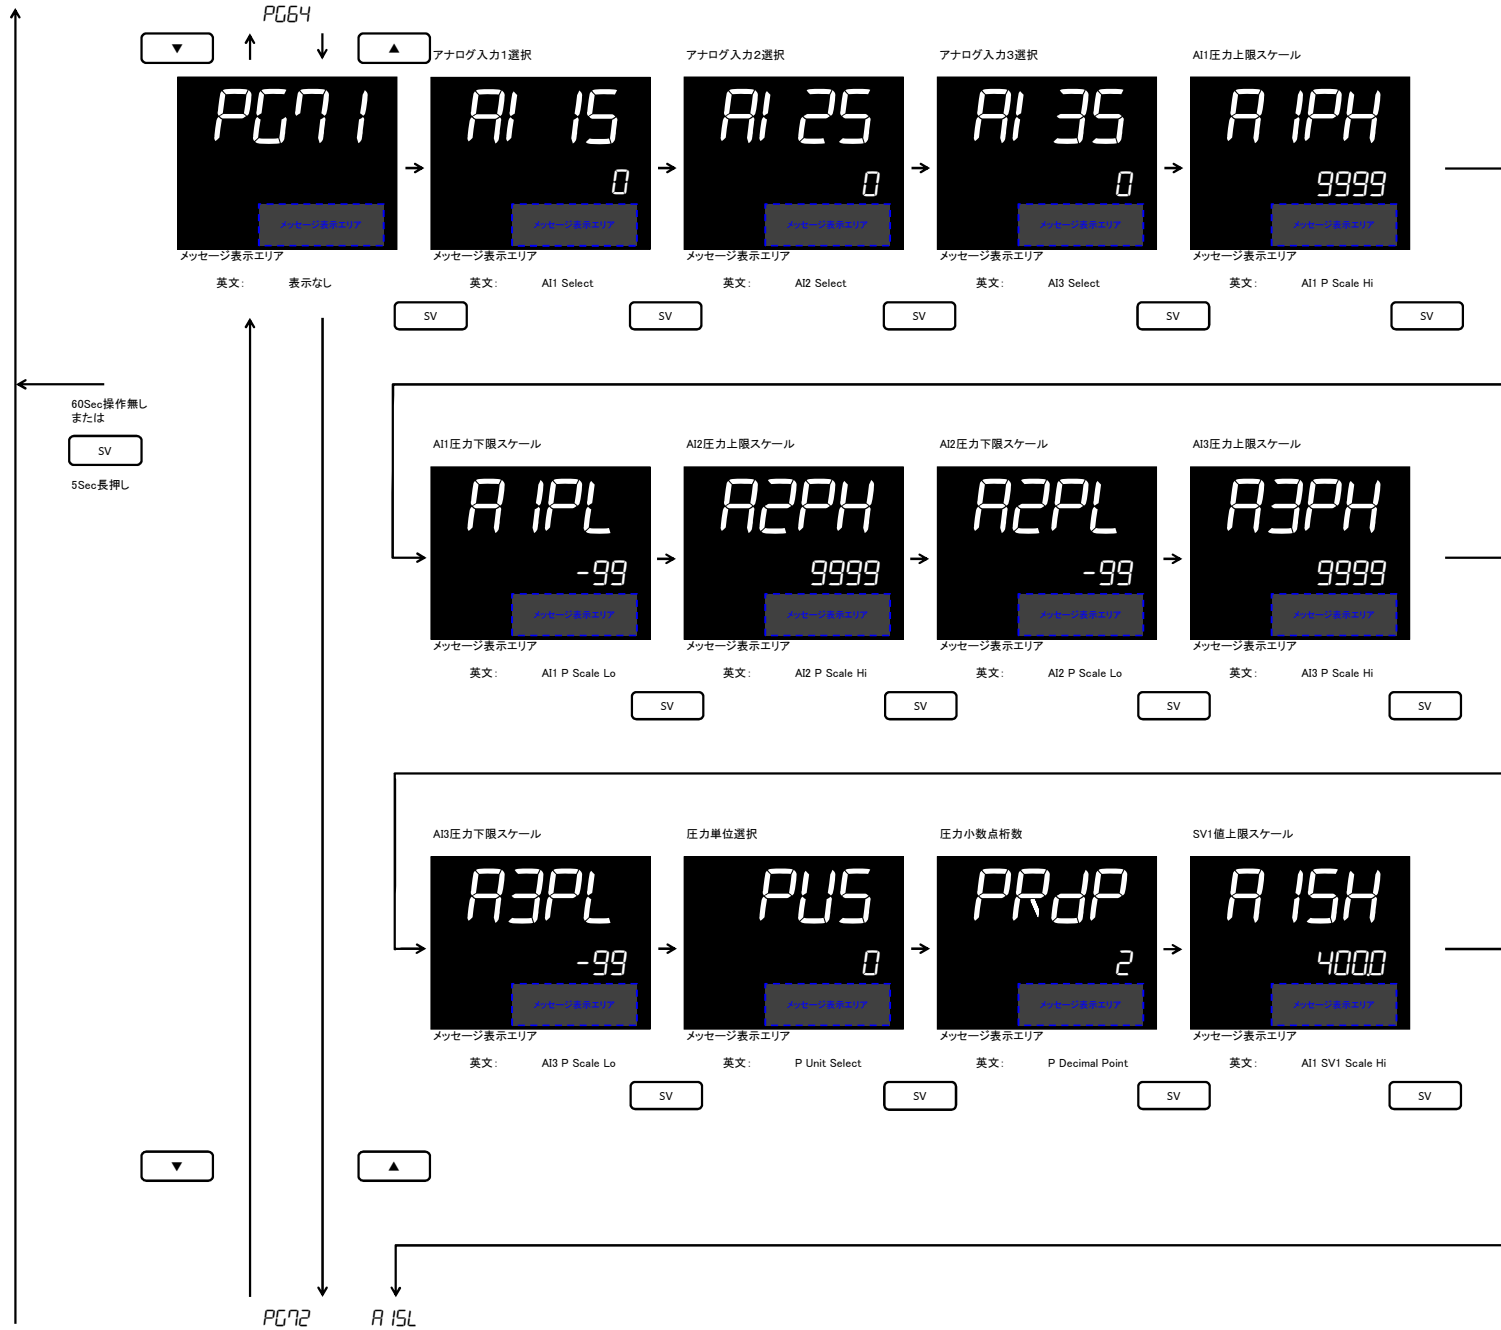 PG64
▼
▲
アナログ入力1選択
アナログ入力2選択
アナログ入力3選択
AI1圧力上限スケール
PG71
AI 1S
AI 2S
AI 3S
A 1PH
0
0
0
9999
メッセージ表示エリア
メッセージ表示エリア
メッセージ表示エリア
メッセージ表示エリア
メッセージ表示エリア
メッセージ表示エリア
メッセージ表示エリア
メッセージ表示エリア
メッセージ表示エリア
メッセージ表示エリア
英文: 表示なし
英文: AI1 Select
英文: AI2 Select
英文: AI3 Select
英文: AI1 P Scale Hi
SV
SV
SV
SV
SV
60Sec操作無し
または
SV
5Sec長押し
AI1圧力下限スケール
AI2圧力上限スケール
AI2圧力下限スケール
AI3圧力上限スケール
A 1PL
A2PH
A2PL
A3PH
-99
9999
-99
9999
メッセージ表示エリア
メッセージ表示エリア
メッセージ表示エリア
メッセージ表示エリア
メッセージ表示エリア
メッセージ表示エリア
メッセージ表示エリア
メッセージ表示エリア
英文: AI1 P Scale Lo
英文: AI2 P Scale Hi
英文: AI2 P Scale Lo
英文: AI3 P Scale Hi
SV
SV
SV
SV
AI3圧力下限スケール
圧力単位選択
圧力小数点桁数
SV1値上限スケール
A3PL
PUS
PRdP
A 1SH
-99
0
2
400.0
メッセージ表示エリア
メッセージ表示エリア
メッセージ表示エリア
メッセージ表示エリア
メッセージ表示エリア
メッセージ表示エリア
メッセージ表示エリア
メッセージ表示エリア
英文: AI3 P Scale Lo
英文: P Unit Select
英文: P Decimal Point
英文: AI1 SV1 Scale Hi
SV
SV
SV
SV
▼
▲
PG72
A 1SL